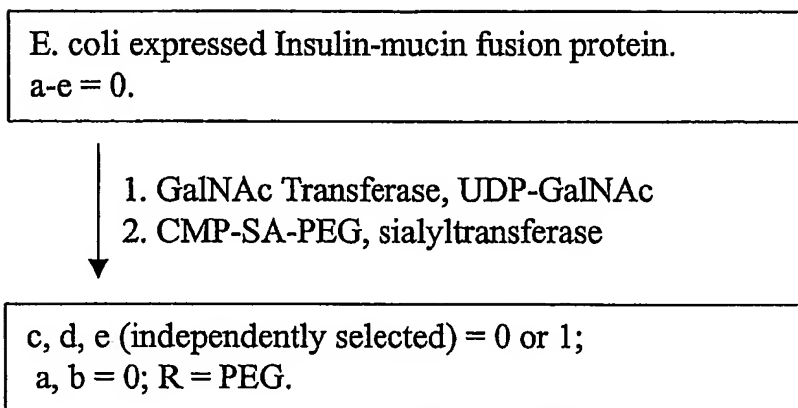 E. coli expressed Insulin-mucin fusion protein.
a-e = 0.
1. GalNAc Transferase, UDP-GalNAc
2. CMP-SA-PEG, sialyltransferase
c, d, e (independently selected) = 0 or 1;
a, b = 0; R = PEG.